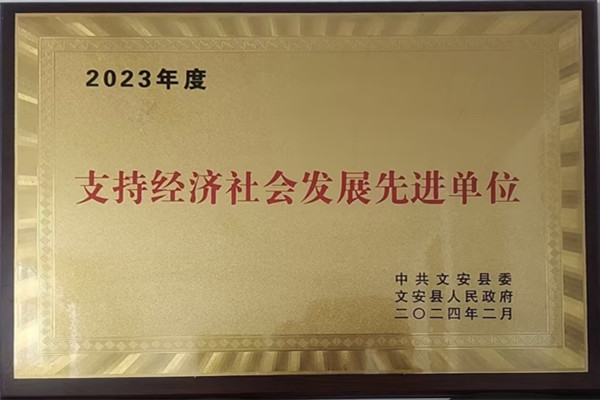 2023年度
支持经济社会发展先进单位
中共文安县委
文安县人民政府
二〇二四年二月